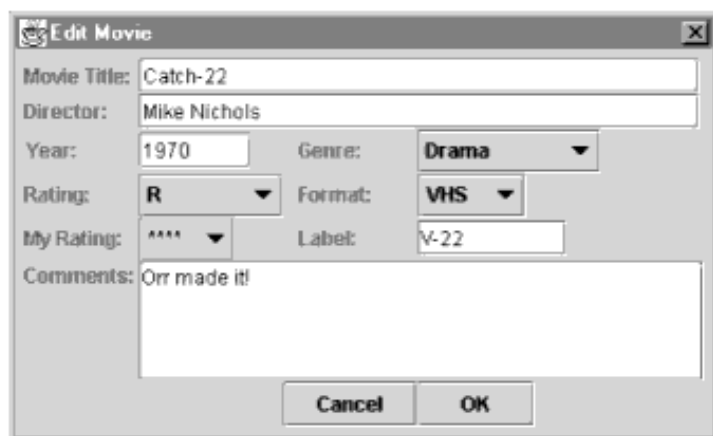 Edit Movie
Movie Title: Catch-22
Director: Mike Nichols
Year: 1970 Genre: Drama
Rating: R Format: VHS
My Rating: **** Label: V-22
Comments: Orr made it!
Cancel OK